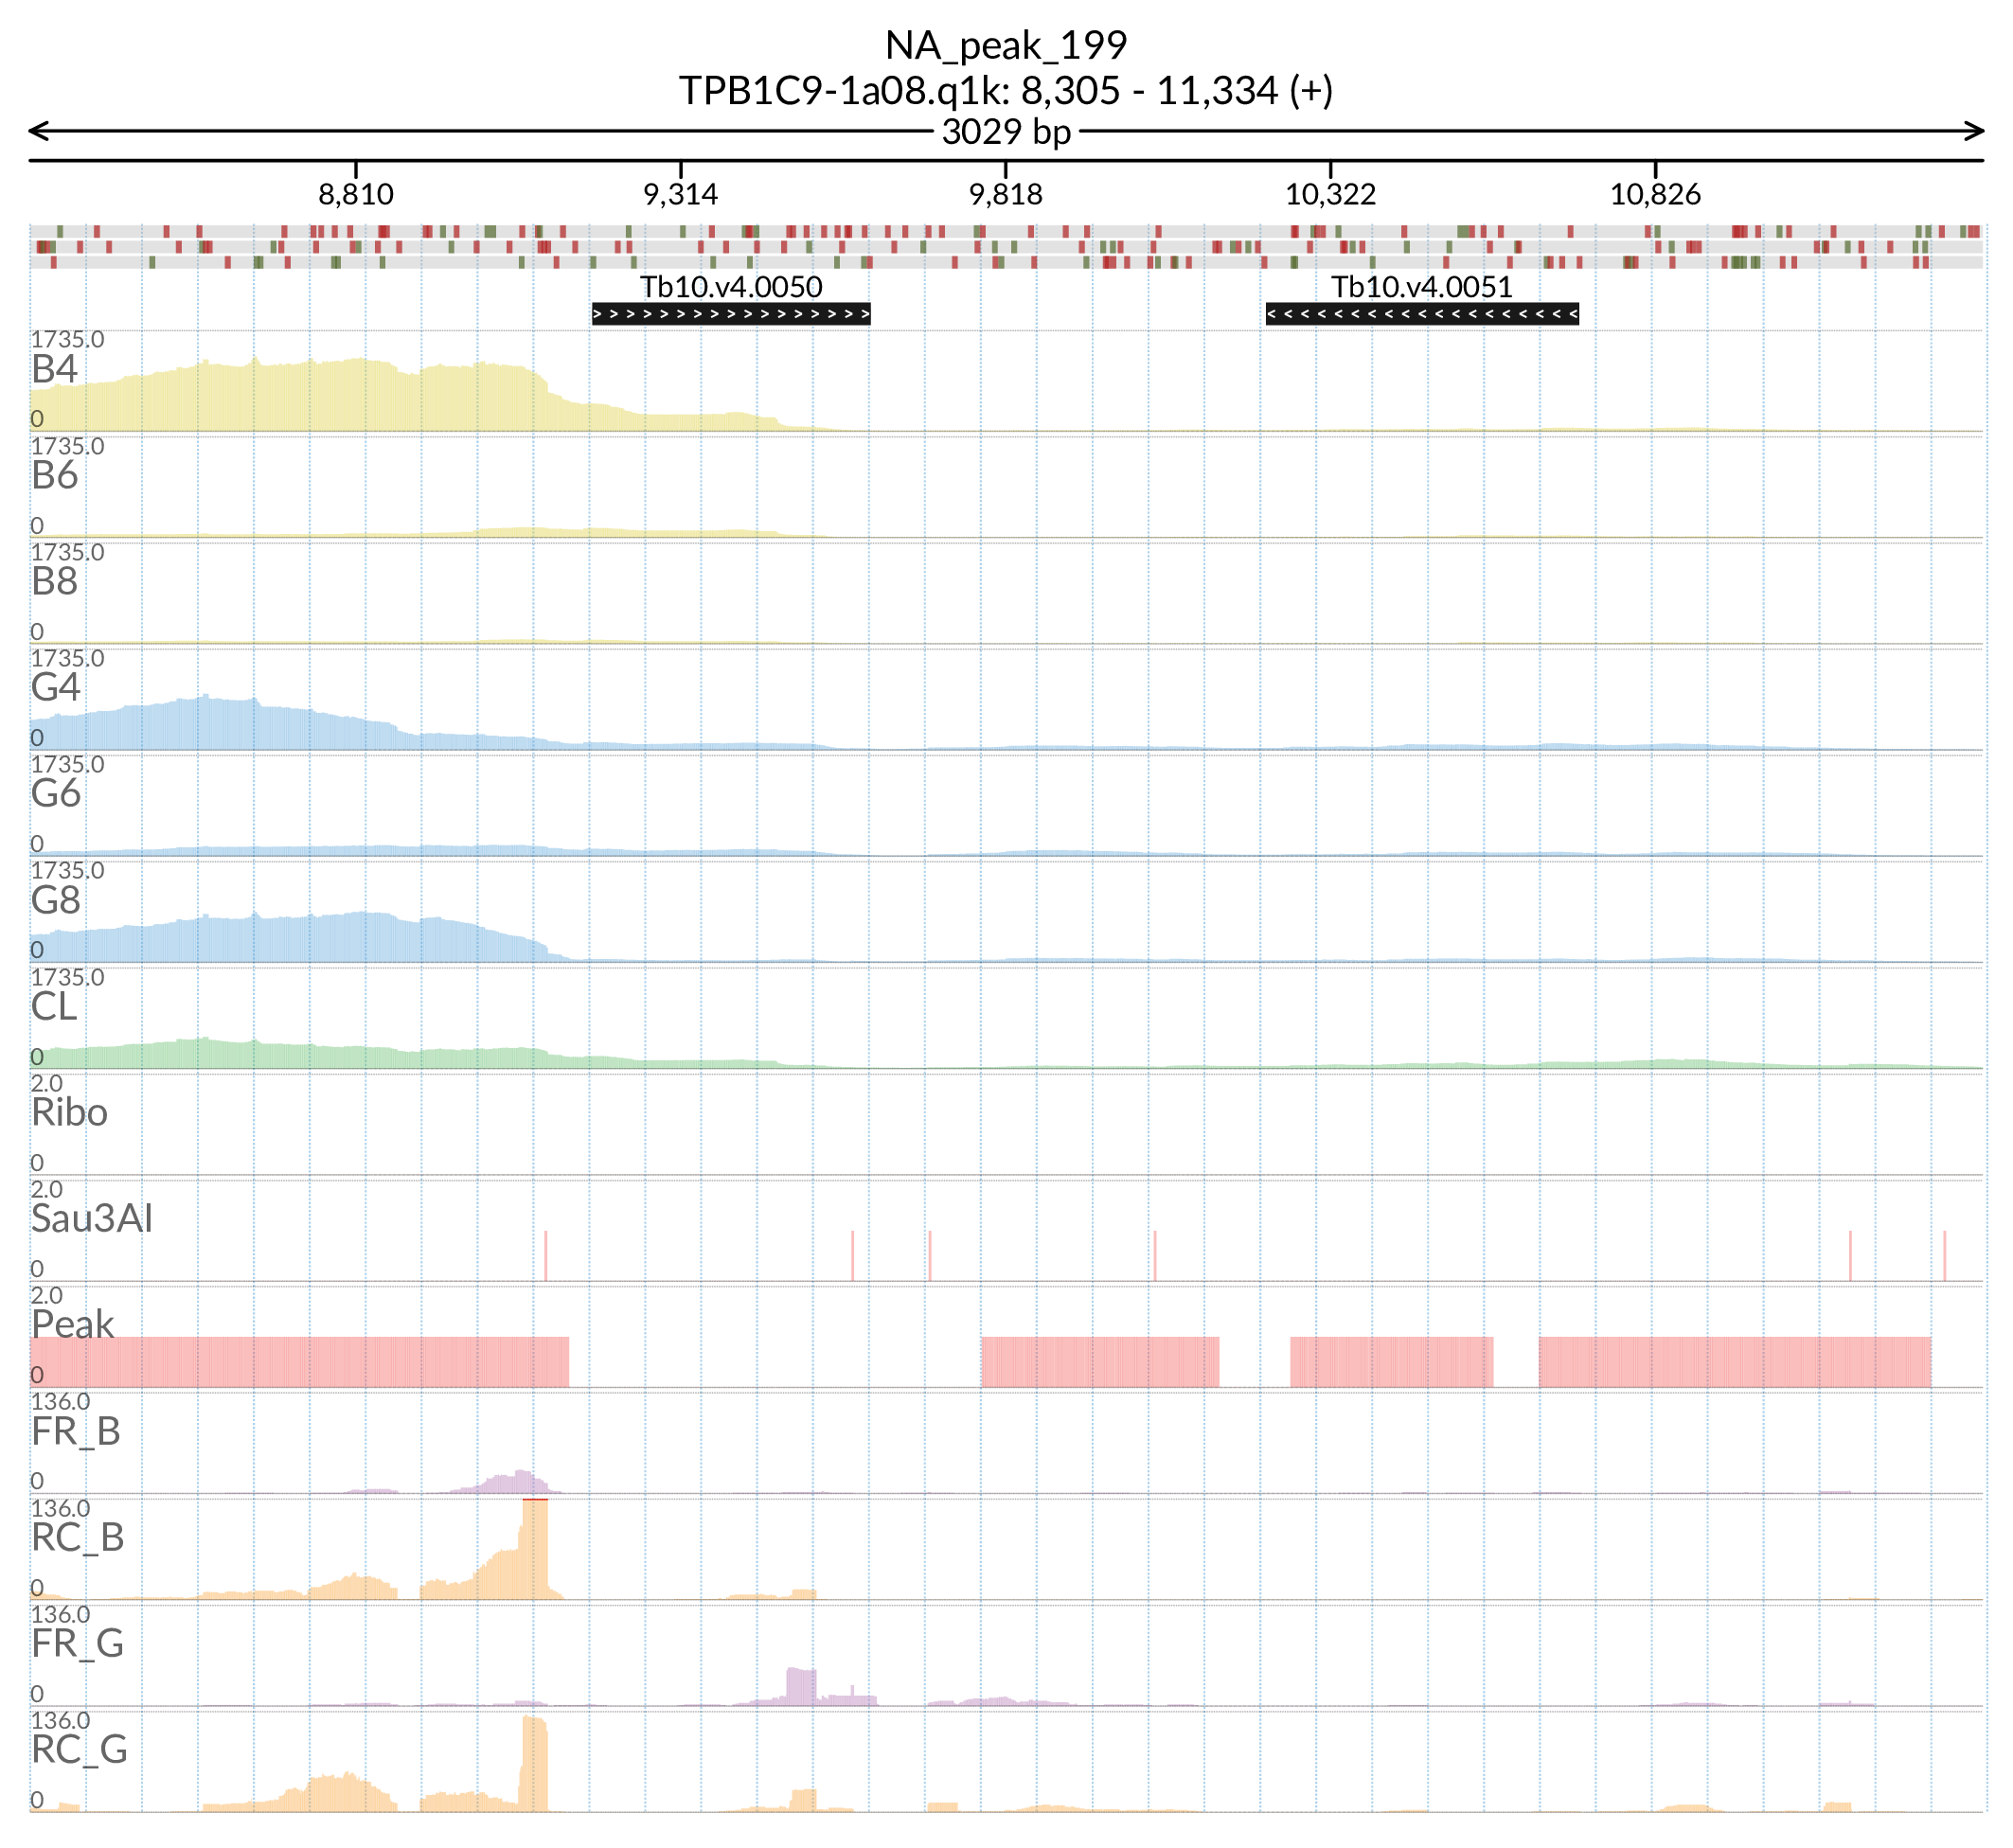 NA_peak_199
TPB1C9-1a08.q1k: 8,305 - 11,334 (+)
3029 bp
8,810 9,314 9,818 10,322 10,826
Tb10.v4.0050 Tb10.v4.0051
1735.0
B4
0
1735.0
B6
0
1735.0
B8
0
1735.0
G4
0
1735.0
G6
0
1735.0
G8
0
1735.0
CL
0
2.0
Ribo
0
2.0
Sau3AI
0
2.0
Peak
0
136.0
FR_B
0
136.0
RC_B
0
136.0
FR_G
0
136.0
RC_G
0